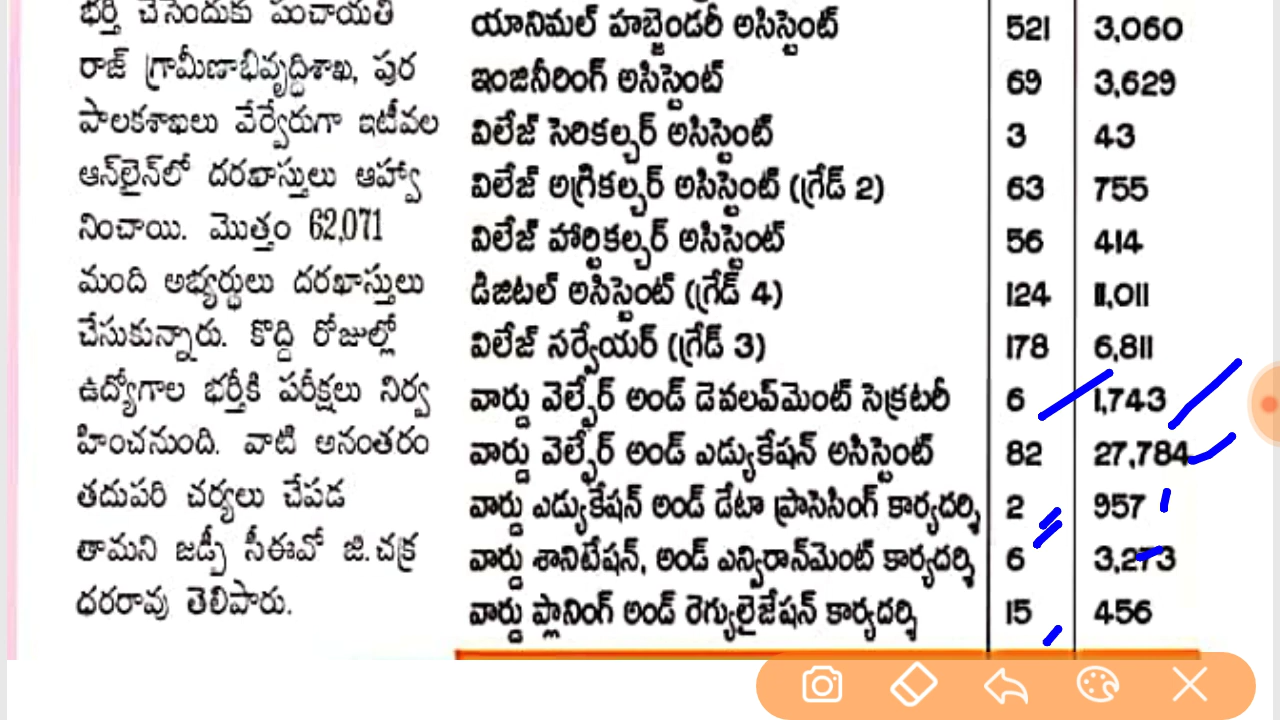 భర్తీ చేసేందుకు పంచాయతీ
రాజ్ గ్రామీణాభివృద్ధిశాఖ, పుర
పాలకశాఖలు వేర్వేరుగా ఇటీవల
ఆన్‌లైన్‌లో దరఖాస్తులు ఆహ్వా
నించాయి. మొత్తం 62,071
మంది అభ్యర్థులు దరఖాస్తులు
చేసుకున్నారు. కొద్ది రోజుల్లో
ఉద్యోగాల భర్తీకి పరీక్షలు నిర్వ
హించనుంది. వాటి అనంతరం
తదుపరి చర్యలు చేపడ
తామని జడ్పీ సీఈవో జి.చక్ర
ధరరావు తెలిపారు.
యానిమల్ హబ్జెండరీ అసిస్టెంట్ 521 3,060
ఇంజినీరింగ్ అసిస్టెంట్ 69 3,629
విలేజ్ సెరికల్చర్ అసిస్టెంట్ 3 43
విలేజ్ అగ్రికల్చర్ అసిస్టెంట్ (గ్రేడ్ 2) 63 755
విలేజ్ హార్టికల్చర్ అసిస్టెంట్ 56 414
డిజిటల్ అసిస్టెంట్ (గ్రేడ్ 4) 124 11,011
విలేజ్ సర్వేయర్ (గ్రేడ్ 3) 178 6,811
వార్డు వెల్ఫేర్ అండ్ డెవలప్‌మెంట్ సెక్రటరీ 6 1,743
వార్డు వెల్ఫేర్ అండ్ ఎడ్యుకేషన్ అసిస్టెంట్ 82 27,784
వార్డు ఎడ్యుకేషన్ అండ్ డేటా ప్రాసెసింగ్ కార్యదర్శి 2 957
వార్డు శానిటేషన్, అండ్ ఎన్విరాన్‌మెంట్ కార్యదర్శి 6 3,273
వార్డు ప్లానింగ్ అండ్ రెగ్యులైజేషన్ కార్యదర్శి 15 456